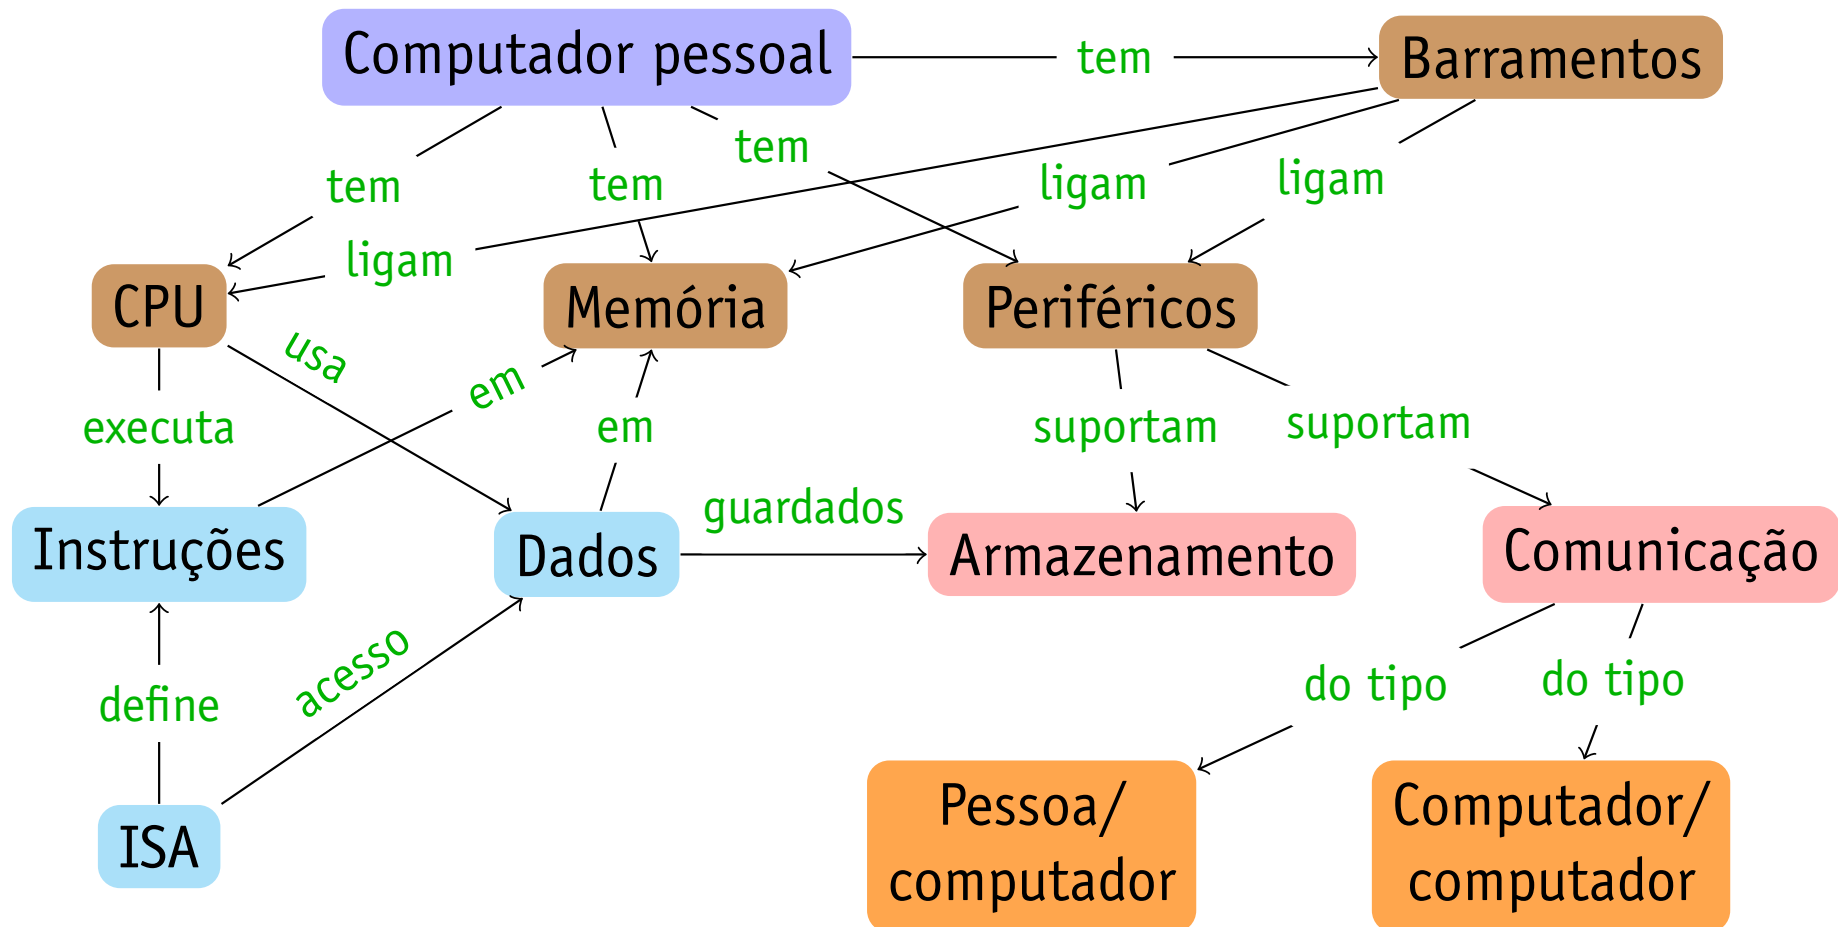 Computador pessoal
tem
Barramentos
tem
tem
tem
ligam
ligam
ligam
CPU
Memória
Periféricos
usa
em
executa
em
suportam
suportam
guardados
Instruções
Dados
Armazenamento
Comunicação
acesso
define
do tipo
do tipo
ISA
Pessoa/
computador
Computador/
computador